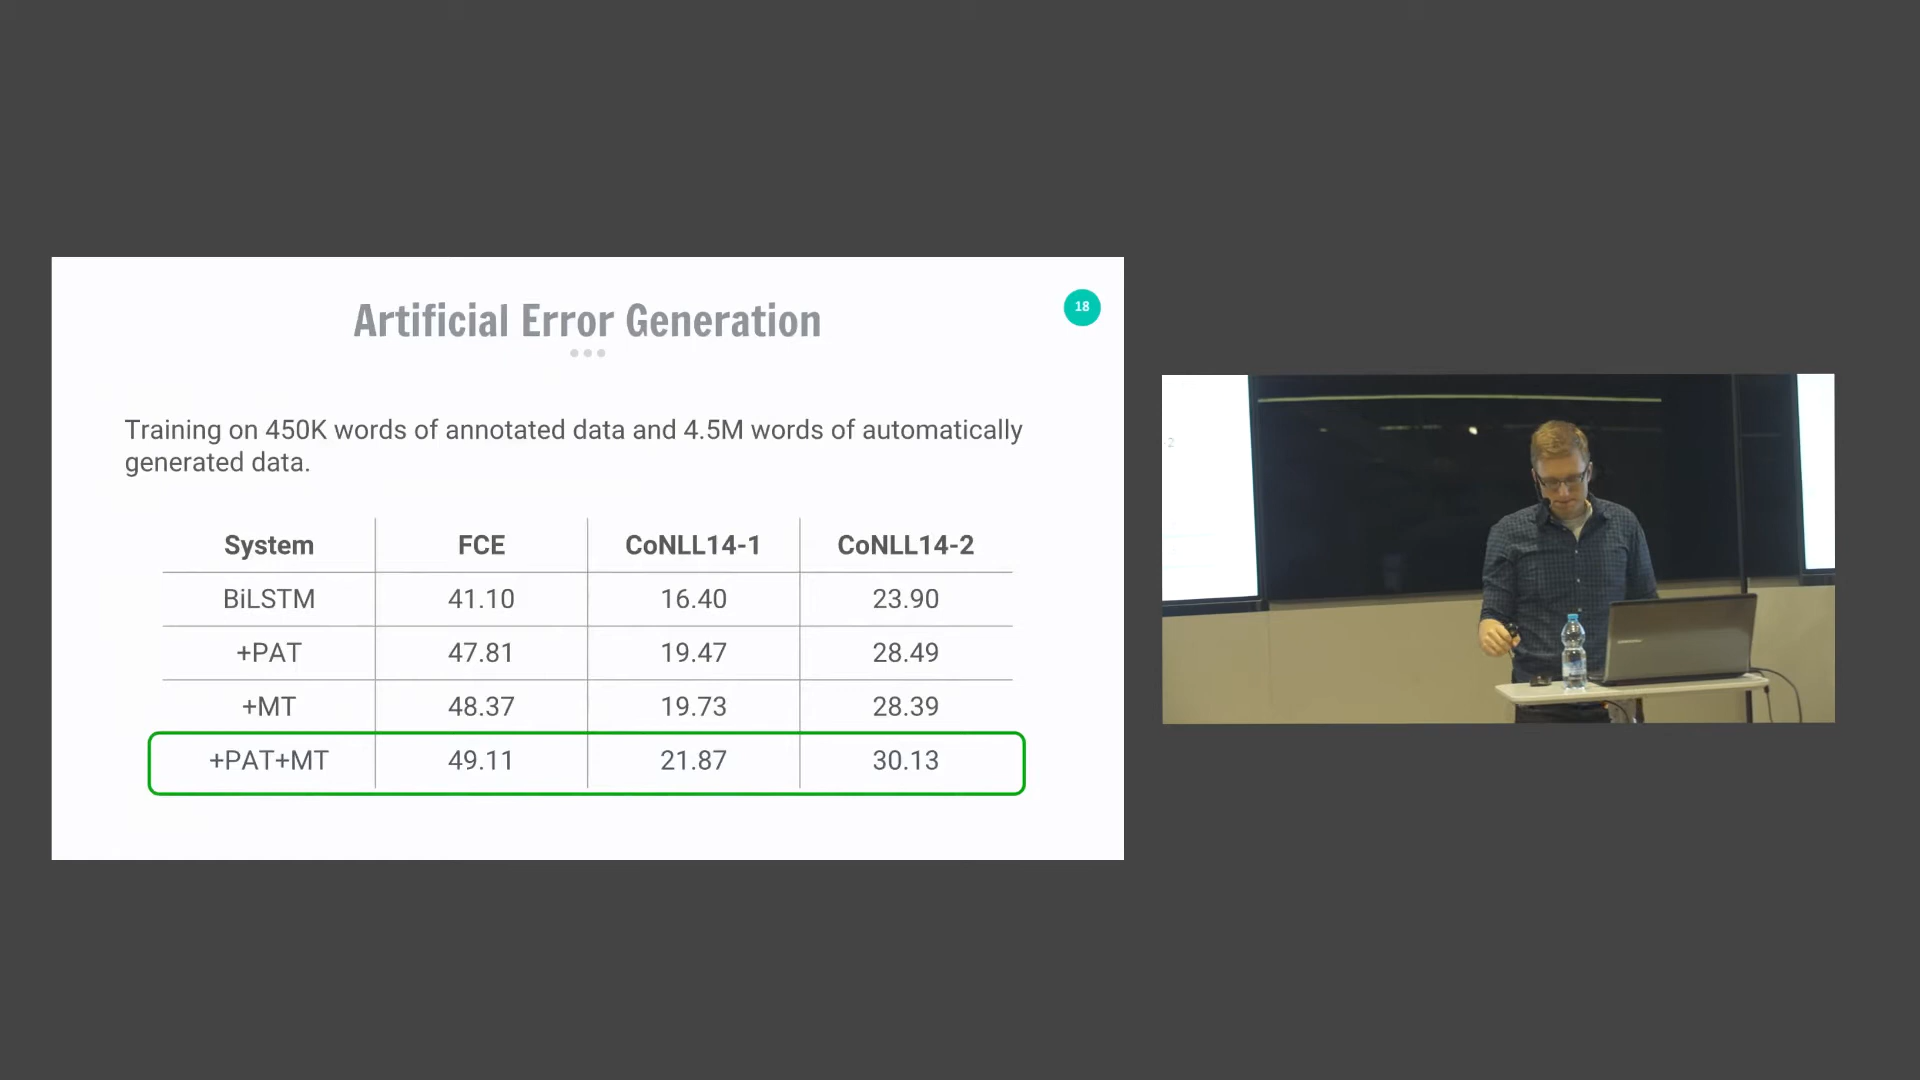 Artificial Error Generation
18
Training on 450K words of annotated data and 4.5M words of automatically
generated data.
System FCE CoNLL14-1 CoNLL14-2
BiLSTM 41.10 16.40 23.90
+PAT 47.81 19.47 28.49
+MT 48.37 19.73 28.39
+PAT+MT 49.11 21.87 30.13